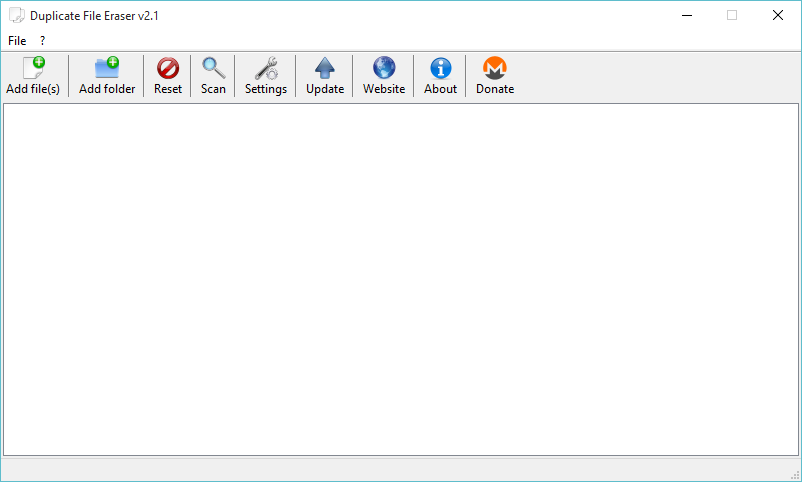 Duplicate File Eraser v2.1
File ?
Add file(s) Add folder Reset Scan Settings Update Website About Donate